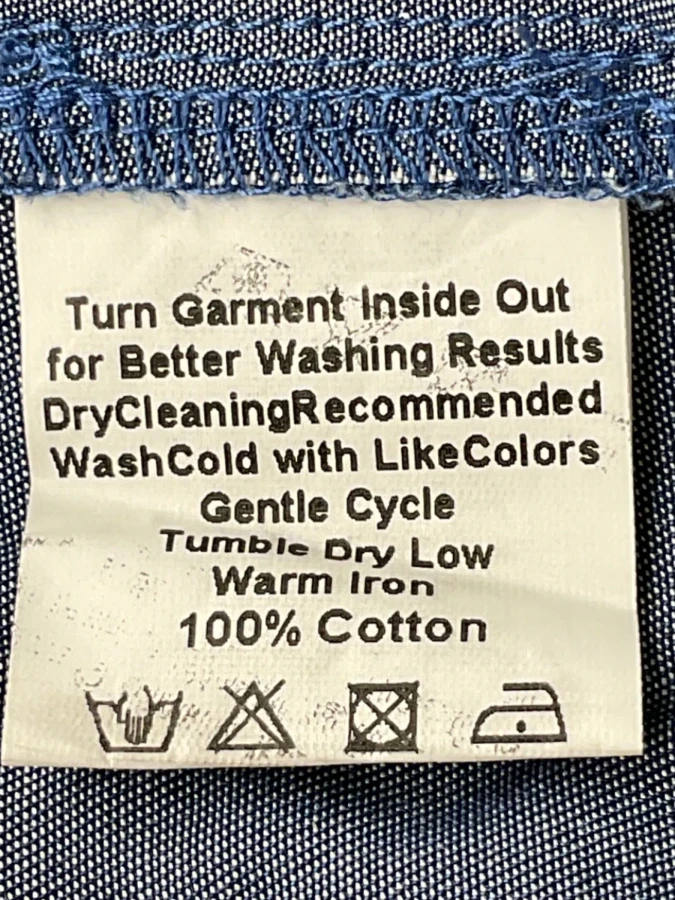 Turn Garment Inside Out
for Better Washing Results
DryCleaningRecommended
WashCold with LikeColors
Gentle Cycle
Tumble Dry Low
Warm Iron
100% Cotton